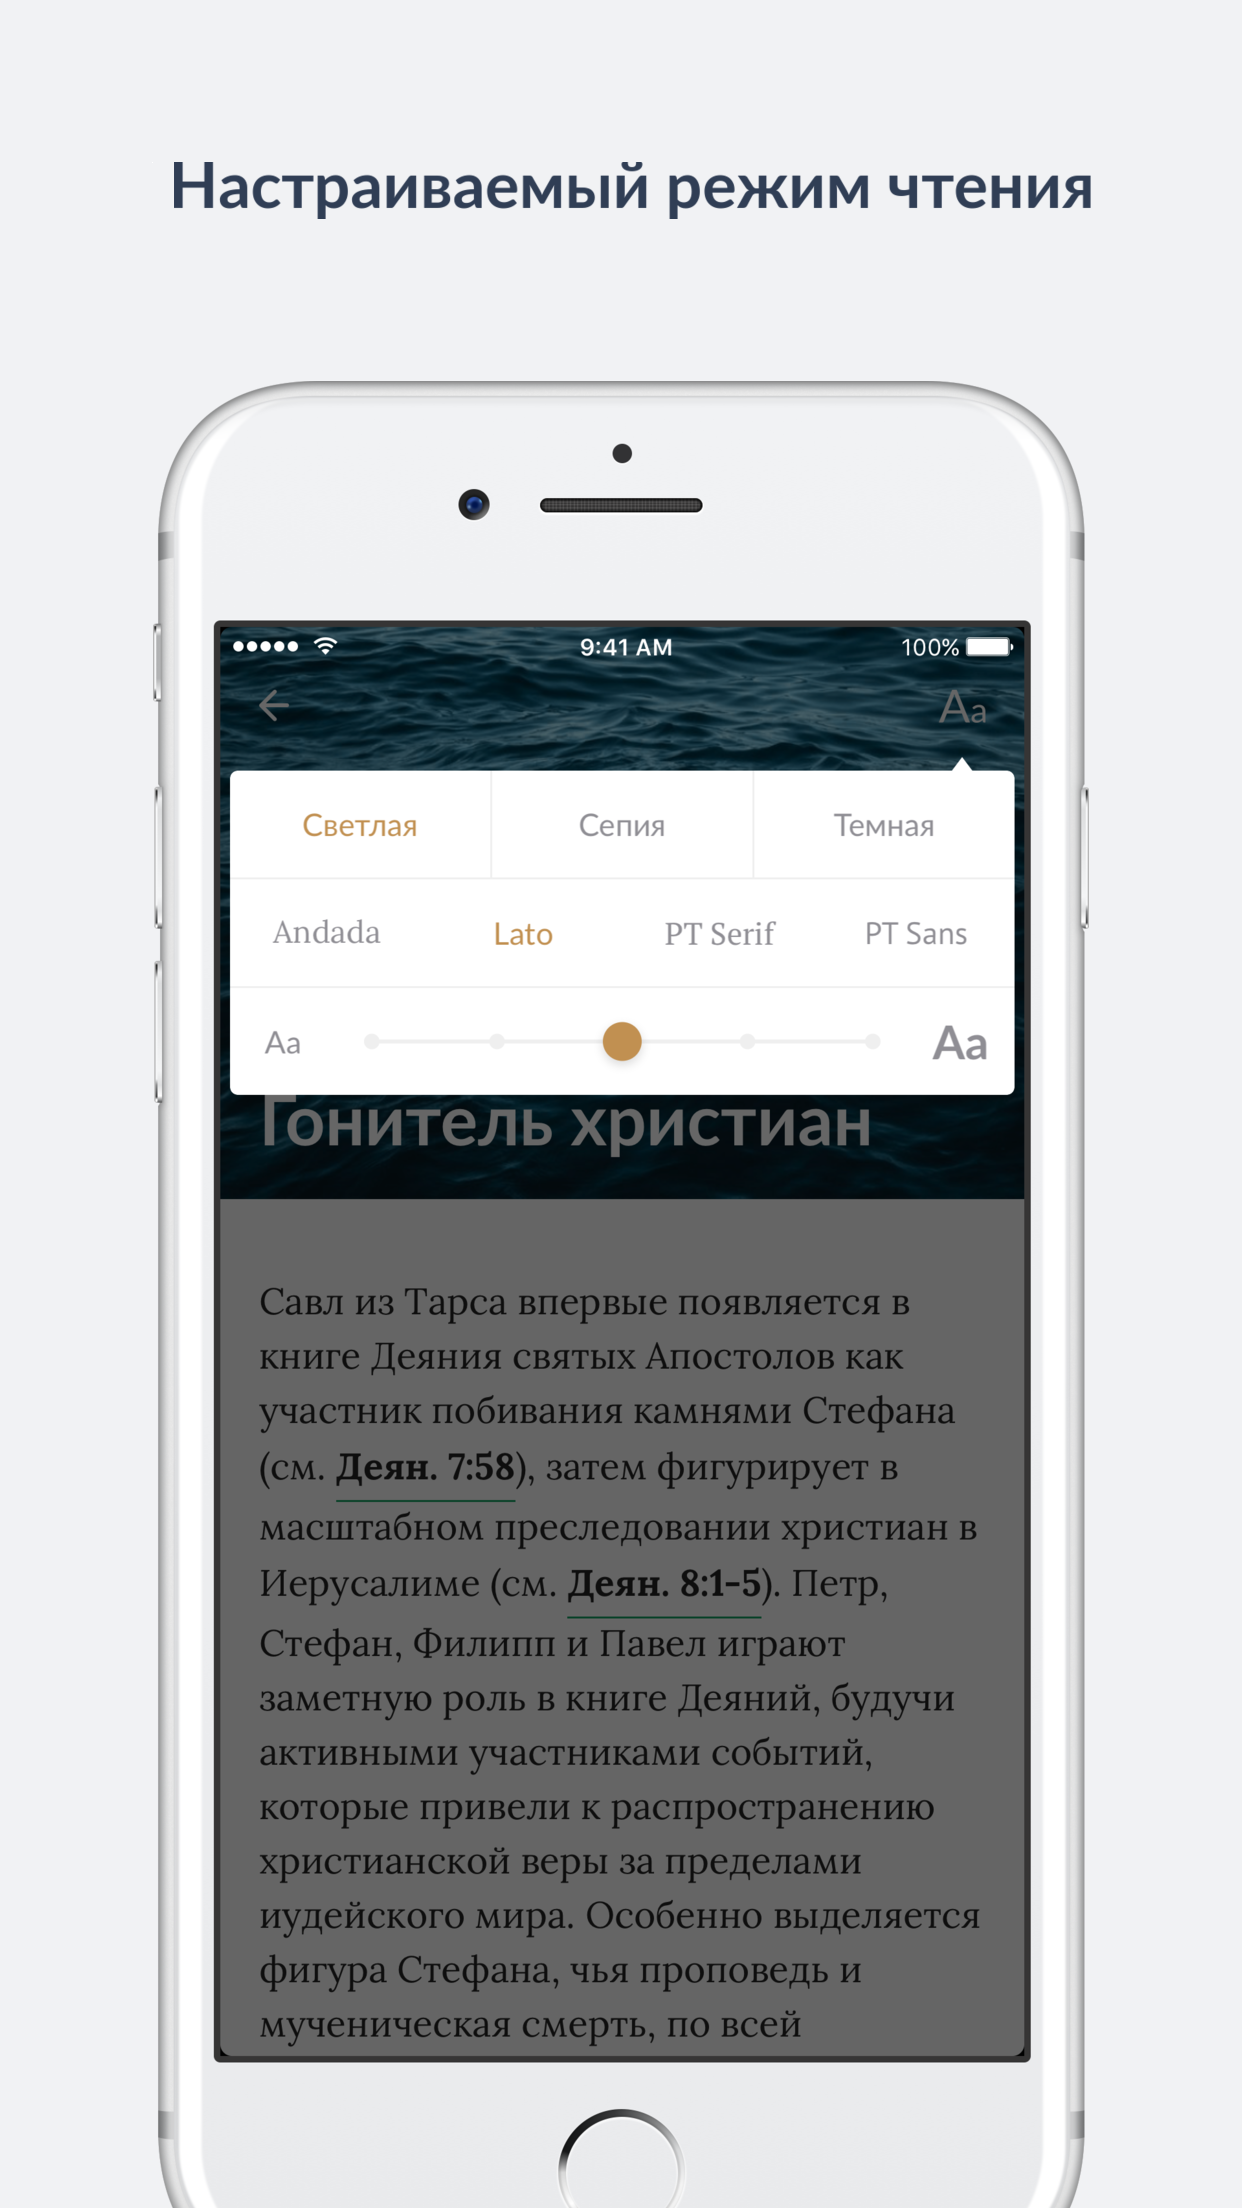 Настраиваемый режим чтения
9:41 AM
100%
Aa
Светлая
Сепия
Темная
Andada
Lato
PT Serif
PT Sans
Aa
Aa
Гонитель христиан
Савл из Тарса впервые появляется в
книге Деяния святых Апостолов как
участник побивания камнями Стефана
(см. Деян. 7:58), затем фигурирует в
масштабном преследовании христиан в
Иерусалиме (см. Деян. 8:1-5). Петр,
Стефан, Филипп и Павел играют
заметную роль в книге Деяний, будучи
активными участниками событий,
которые привели к распространению
христианской веры за пределами
иудейского мира. Особенно выделяется
фигура Стефана, чья проповедь и
мученическая смерть, по всей